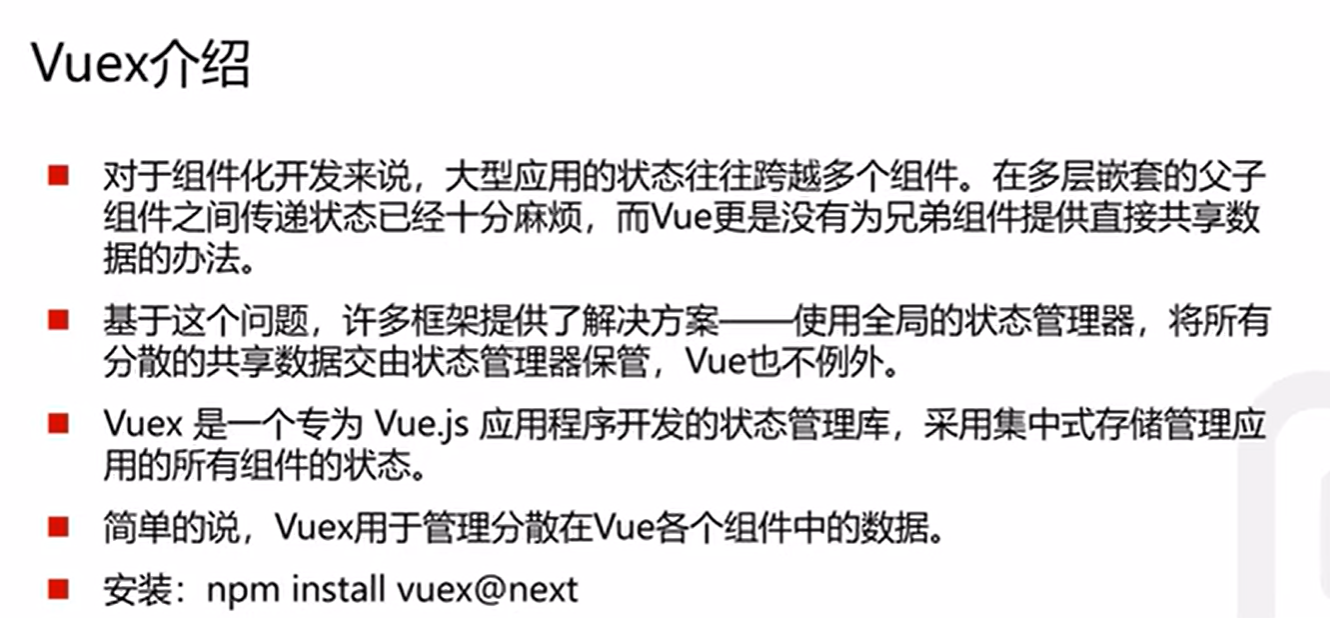 Vuex介绍
对于组件化开发来说，大型应用的状态往往跨越多个组件。在多层嵌套的父子
组件之间传递状态已经十分麻烦，而Vue更是没有为兄弟组件提供直接共享数
据的办法。
基于这个问题，许多框架提供了解决方案——使用全局的状态管理器，将所有
分散的共享数据交由状态管理器保管，Vue也不例外。
Vuex 是一个专为 Vue.js 应用程序开发的状态管理库，采用集中式存储管理应
用的所有组件的状态。
简单的说，Vuex用于管理分散在Vue各个组件中的数据。
安装：npm install vuex@next